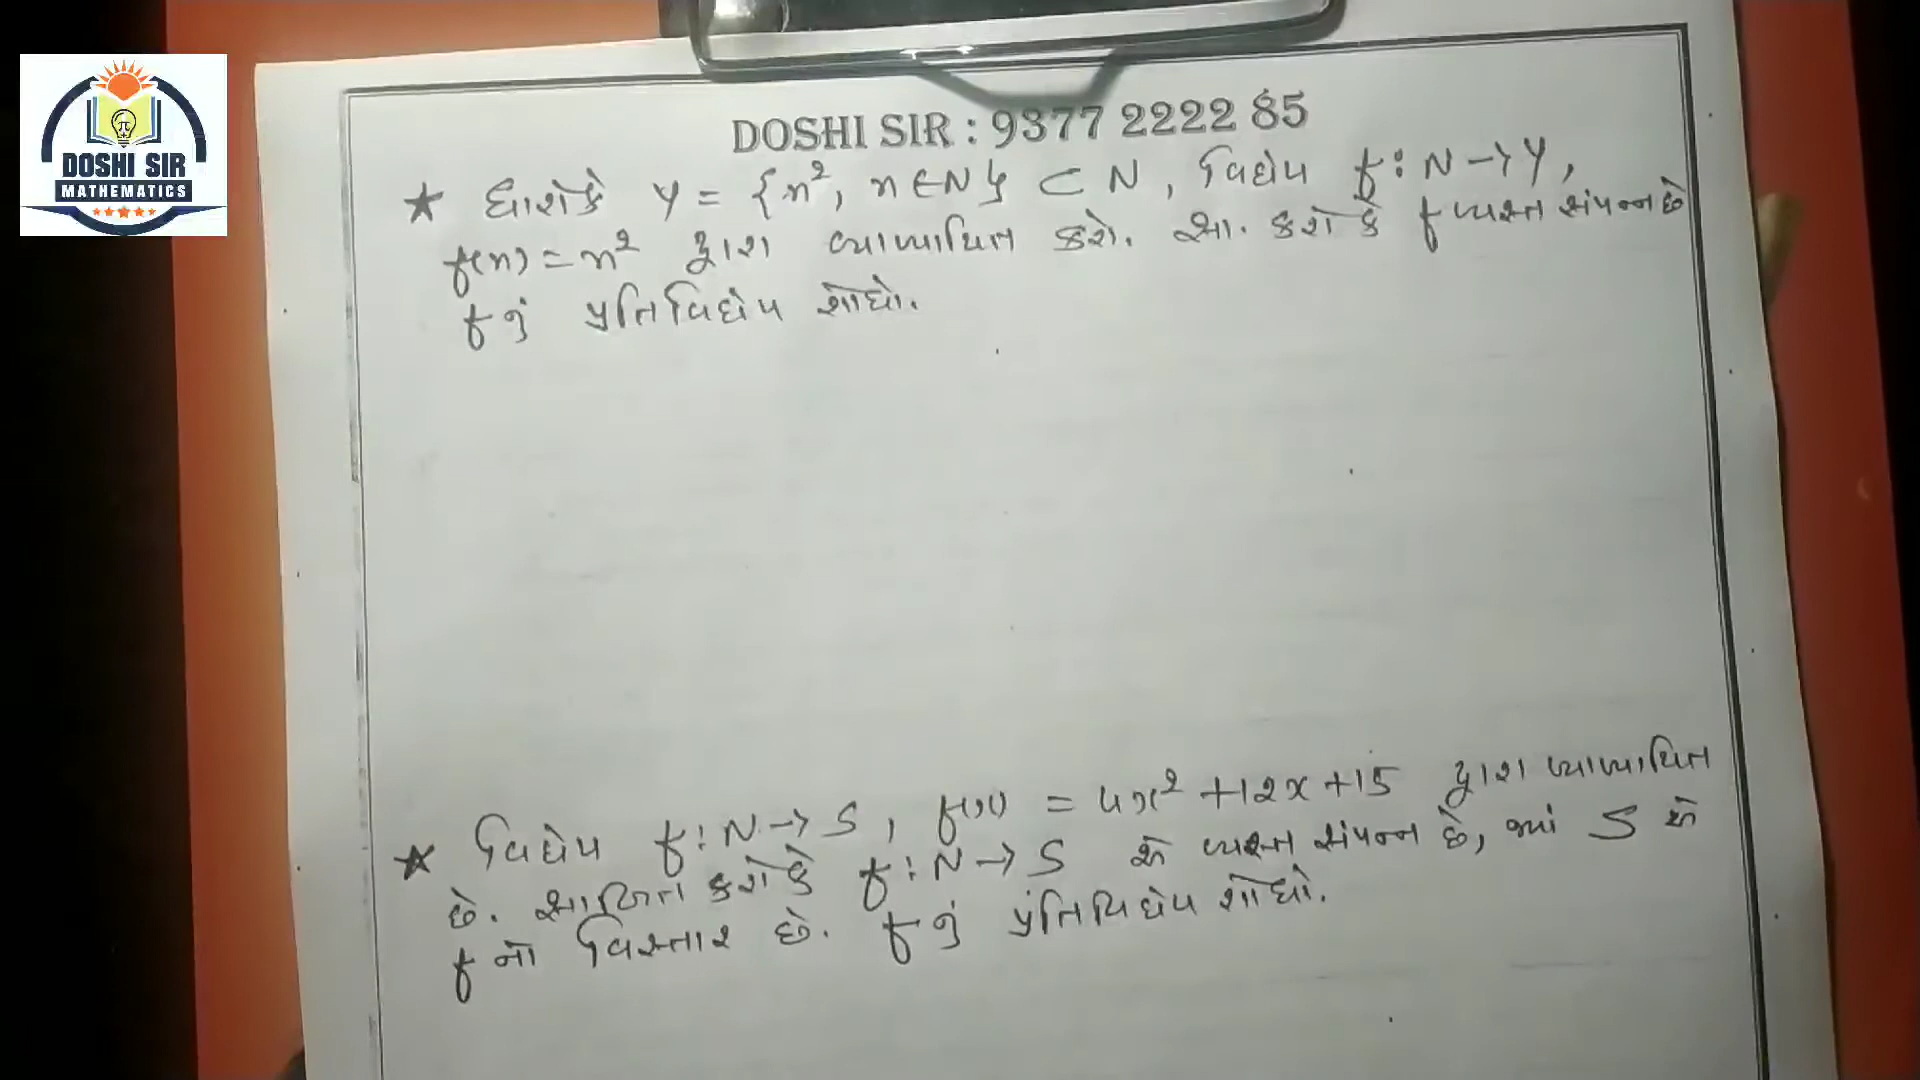 DOSHI SIR
MATHEMATICS
DOSHI SIR : 9377 2222 85
★ ધારો કે Y = {n², n∈N} ⊂ N, વિધેય f : N → Y,
f(n) = n² દ્વારા વ્યાખ્યાયિત કરો. સા. કરો કે f વ્યસ્ત સંપન્ન છે
f નું પ્રતિવિધેય શોધો.
★ વિધેય f : N → S, f(x) = 4x² + 12x + 15 દ્વારા વ્યાખ્યાયિત
છે. સાબિત કરો કે f : N → S એ વ્યસ્ત સંપન્ન છે, જ્યાં S એ
f નો વિસ્તાર છે. f નું પ્રતિવિધેય શોધો.